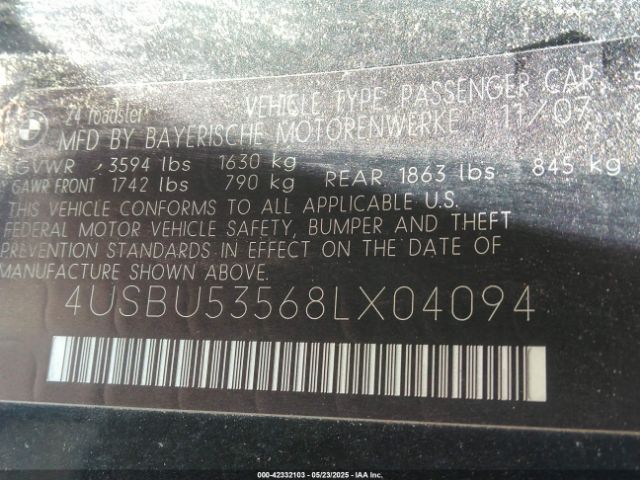 BMW
Z4 roadster VEHICLE TYPE PASSENGER CAR
MFD BY BAYERISCHE MOTORENWERKE 11/07
GVWR 3594 lbs 1630 kg
GAWR FRONT 1742 lbs 790 kg REAR 1863 lbs 845 kg
THIS VEHICLE CONFORMS TO ALL APPLICABLE U.S.
FEDERAL MOTOR VEHICLE SAFETY, BUMPER AND THEFT
PREVENTION STANDARDS IN EFFECT ON THE DATE OF
MANUFACTURE SHOWN ABOVE.
4USBU53568LX04094
000-42332103 - 05/23/2025 - IAA Inc.